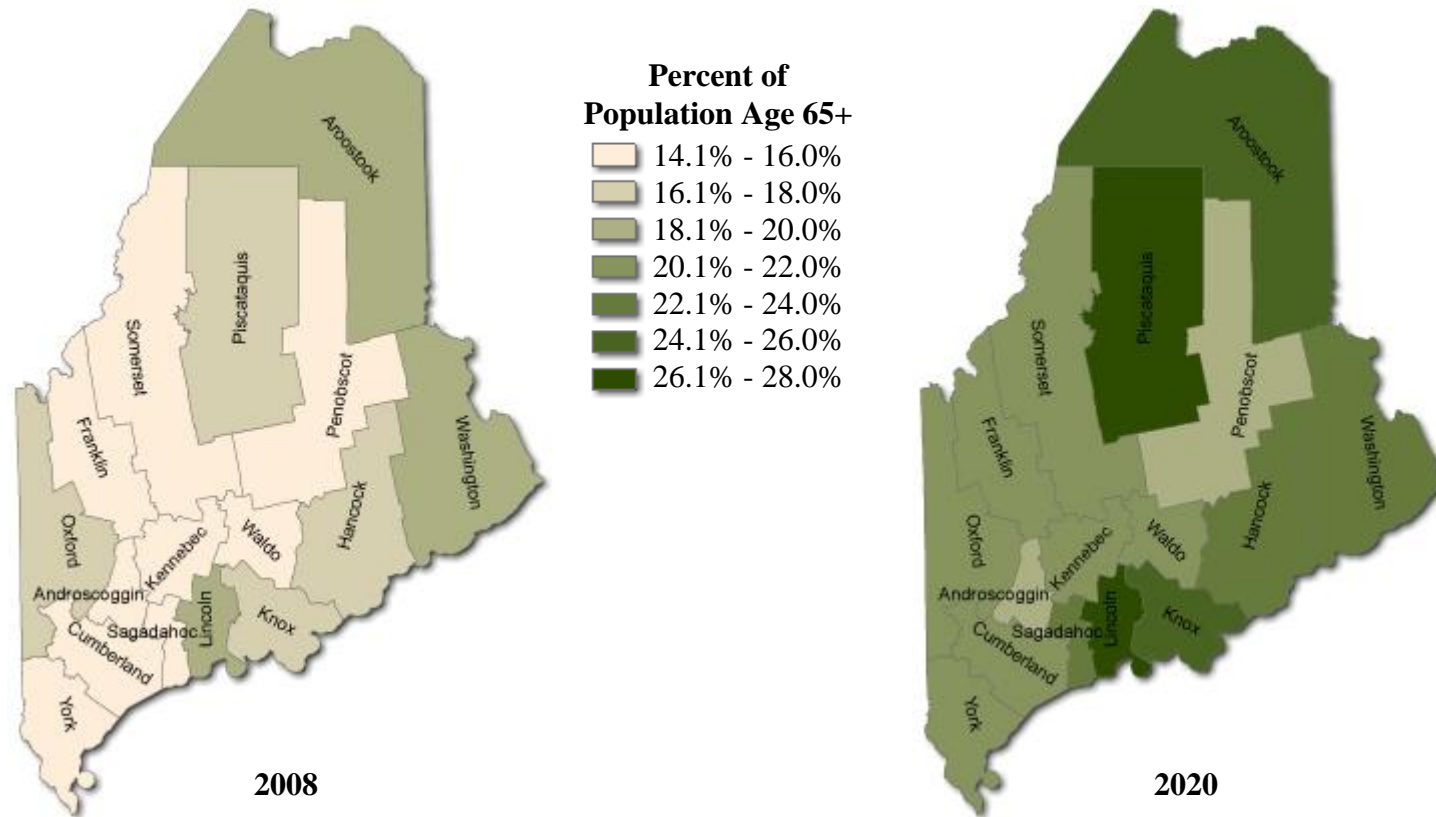 Aroostook
Piscataquis
Somerset
Penobscot
Franklin
Washington
Hancock
Oxford
Waldo
Kennebec
Androscoggin
Lincoln
Knox
Sagadahoc
Cumberland
York
2008
Percent of
Population Age 65+
14.1% - 16.0%
16.1% - 18.0%
18.1% - 20.0%
20.1% - 22.0%
22.1% - 24.0%
24.1% - 26.0%
26.1% - 28.0%
Aroostook
Piscataquis
Somerset
Penobscot
Franklin
Washington
Hancock
Oxford
Waldo
Kennebec
Androscoggin
Lincoln
Knox
Sagadahoc
Cumberland
York
2020